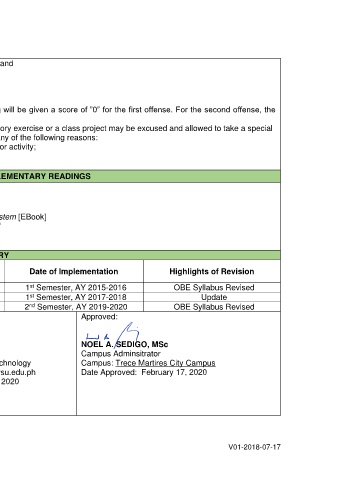 and
will be given a score of "0" for the first offense. For the second offense, the
ory exercise or a class project may be excused and allowed to take a special
ny of the following reasons:
or activity;
EMENTARY READINGS
stem [EBook]
RY
Date of Implementation Highlights of Revision
1st Semester, AY 2015-2016 OBE Syllabus Revised
1st Semester, AY 2017-2018 Update
2nd Semester, AY 2019-2020 OBE Syllabus Revised
Approved:
NOEL A. SEDIGO, MSc
Campus Adminsitrator
chnology Campus: Trece Martires City Campus
su.edu.ph Date Approved: February 17, 2020
2020
V01-2018-07-17